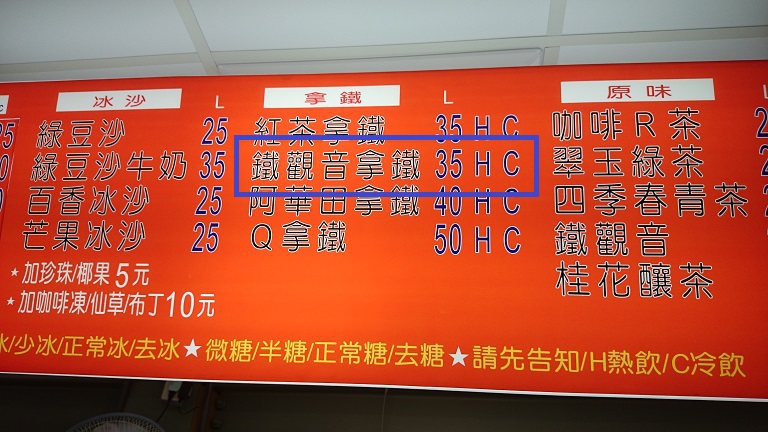 冰沙 L
綠豆沙 25
綠豆沙牛奶 35
百香冰沙 25
芒果冰沙 25
★加珍珠/椰果5元
★加咖啡凍/仙草/布丁10元
拿鐵 L
紅茶拿鐵 35 H C
鐵觀音拿鐵 35 H C
阿華田拿鐵 40 H C
Q拿鐵 50 H C
原味
咖啡R茶
翠玉綠茶
四季春青茶
鐵觀音
桂花釀茶
冰/少冰/正常冰/去冰★微糖/半糖/正常糖/去糖★請先告知/H熱飲/C冷飲